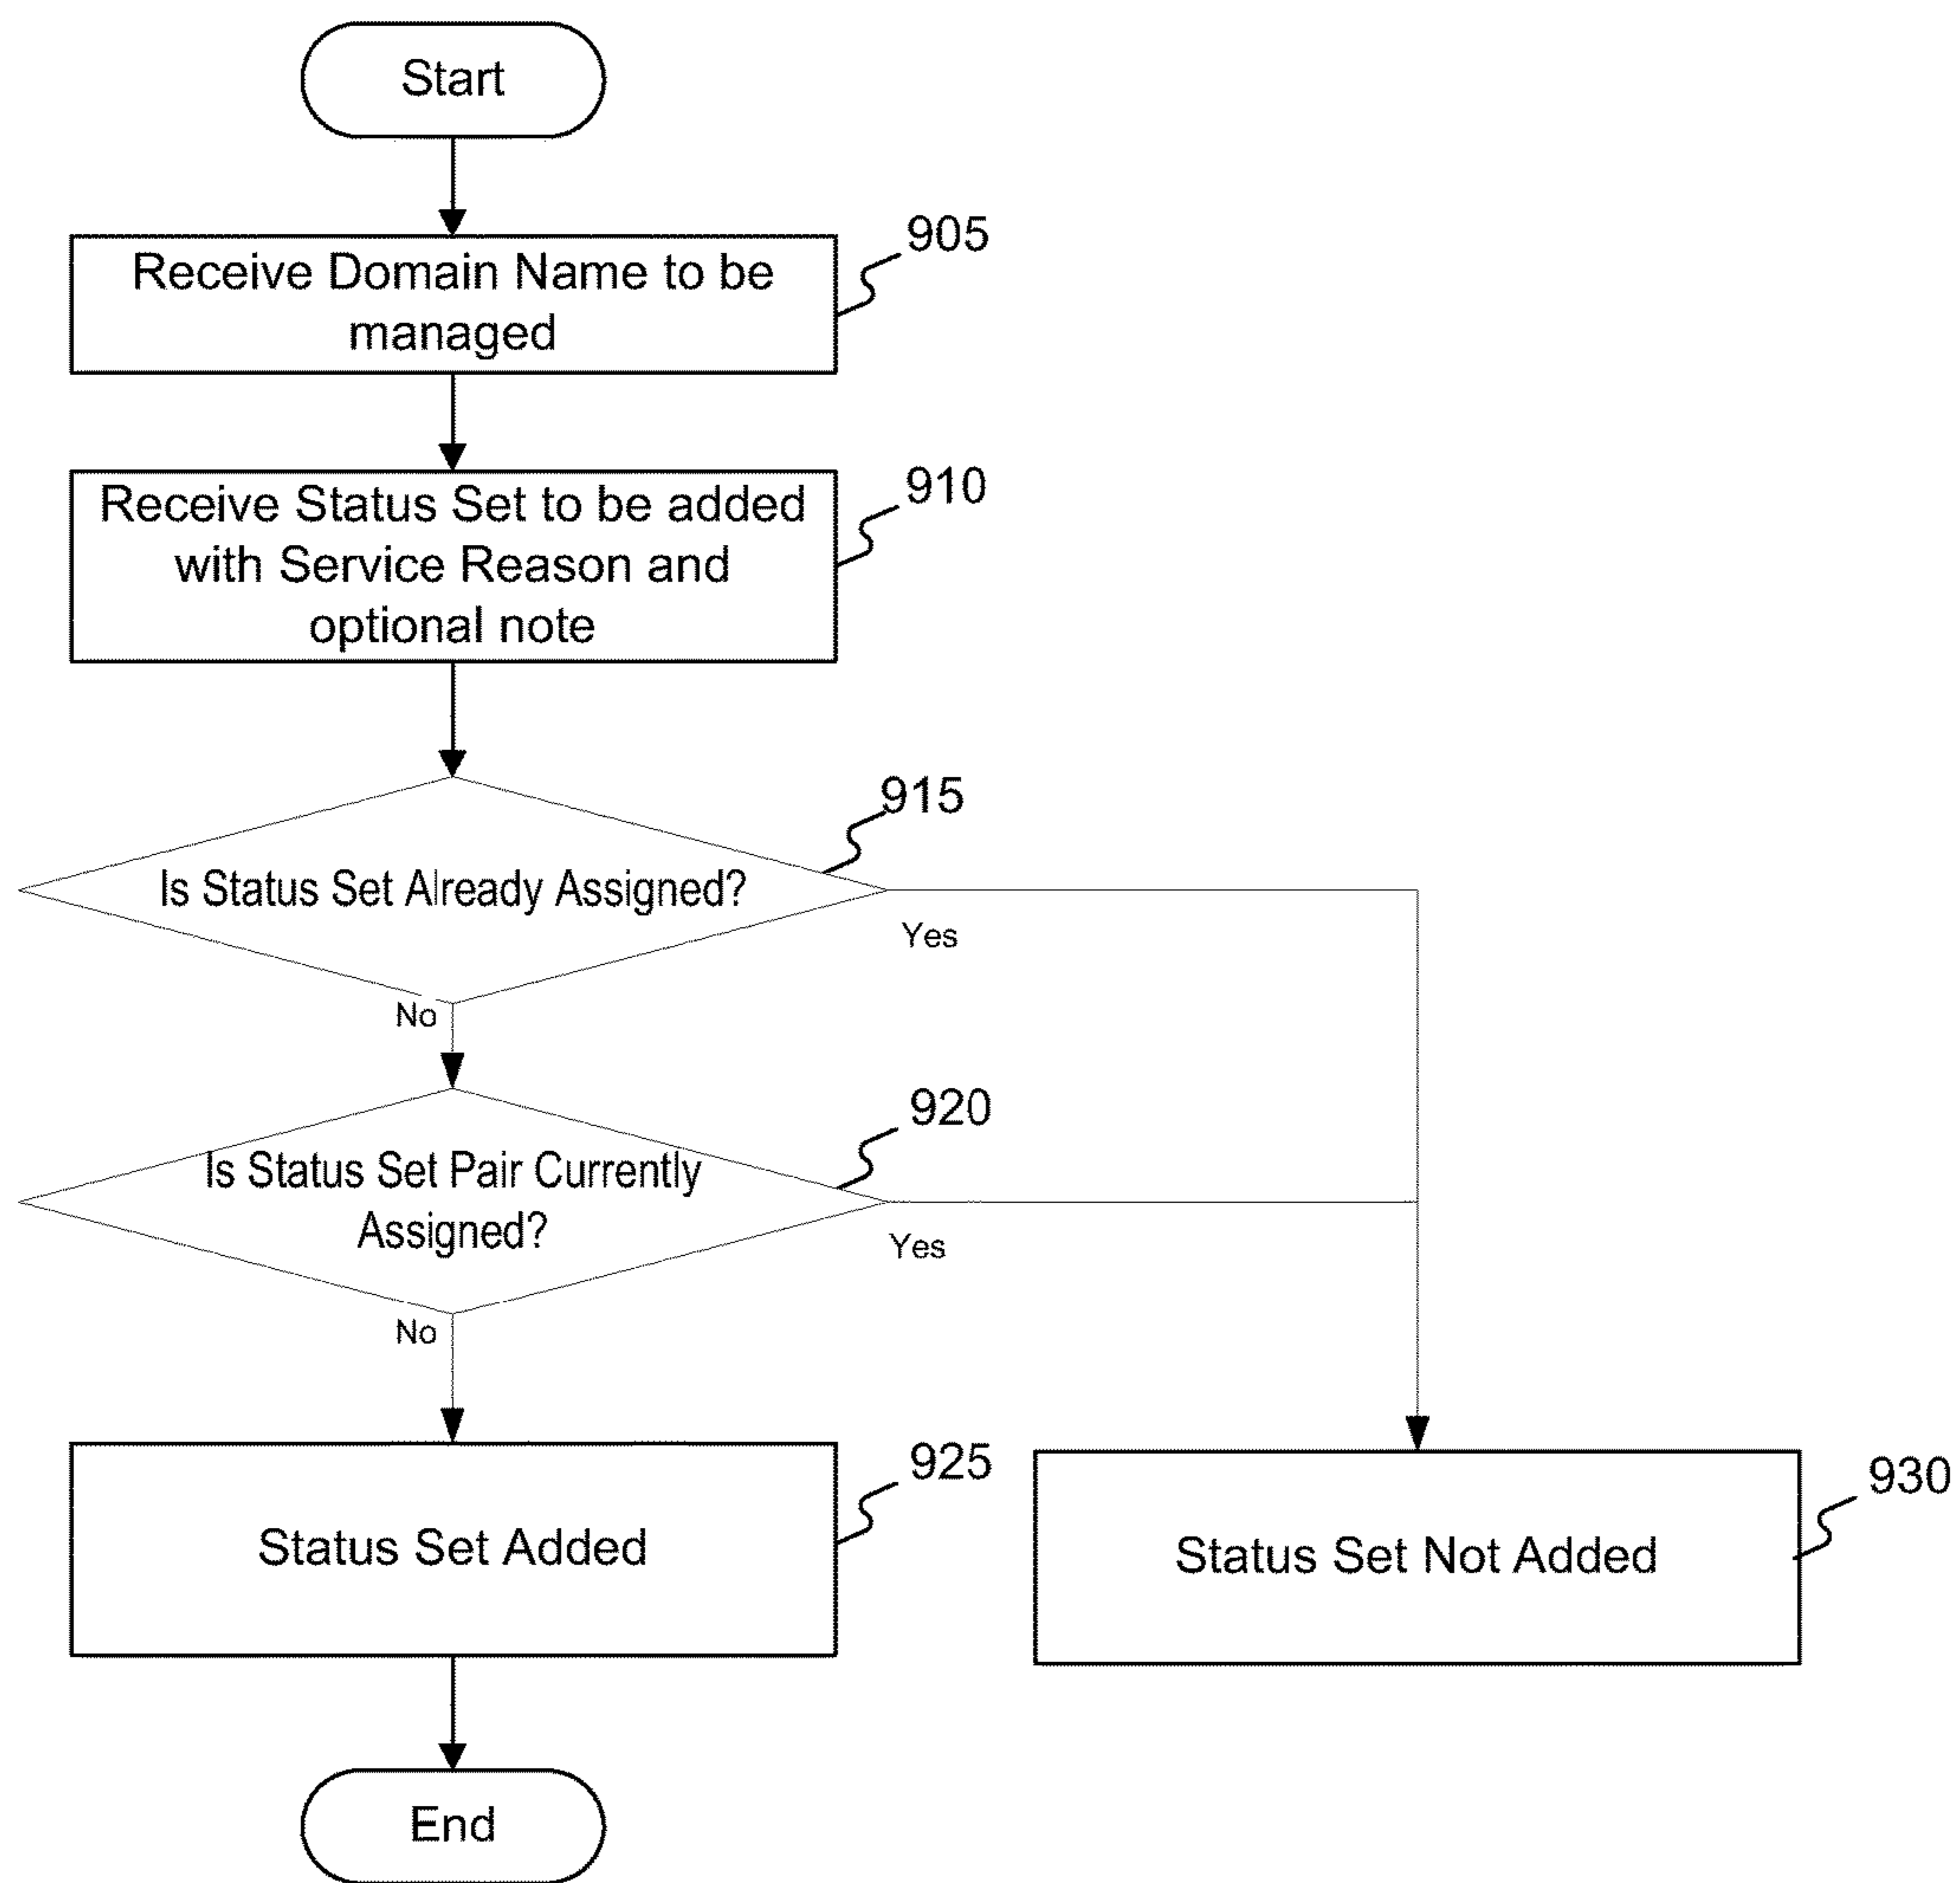 Start
905
Receive Domain Name to be
managed
910
Receive Status Set to be added
with Service Reason and
optional note
915
Is Status Set Already Assigned?
Yes
No
920
Is Status Set Pair Currently
Assigned?
Yes
No
925
Status Set Added
930
Status Set Not Added
End